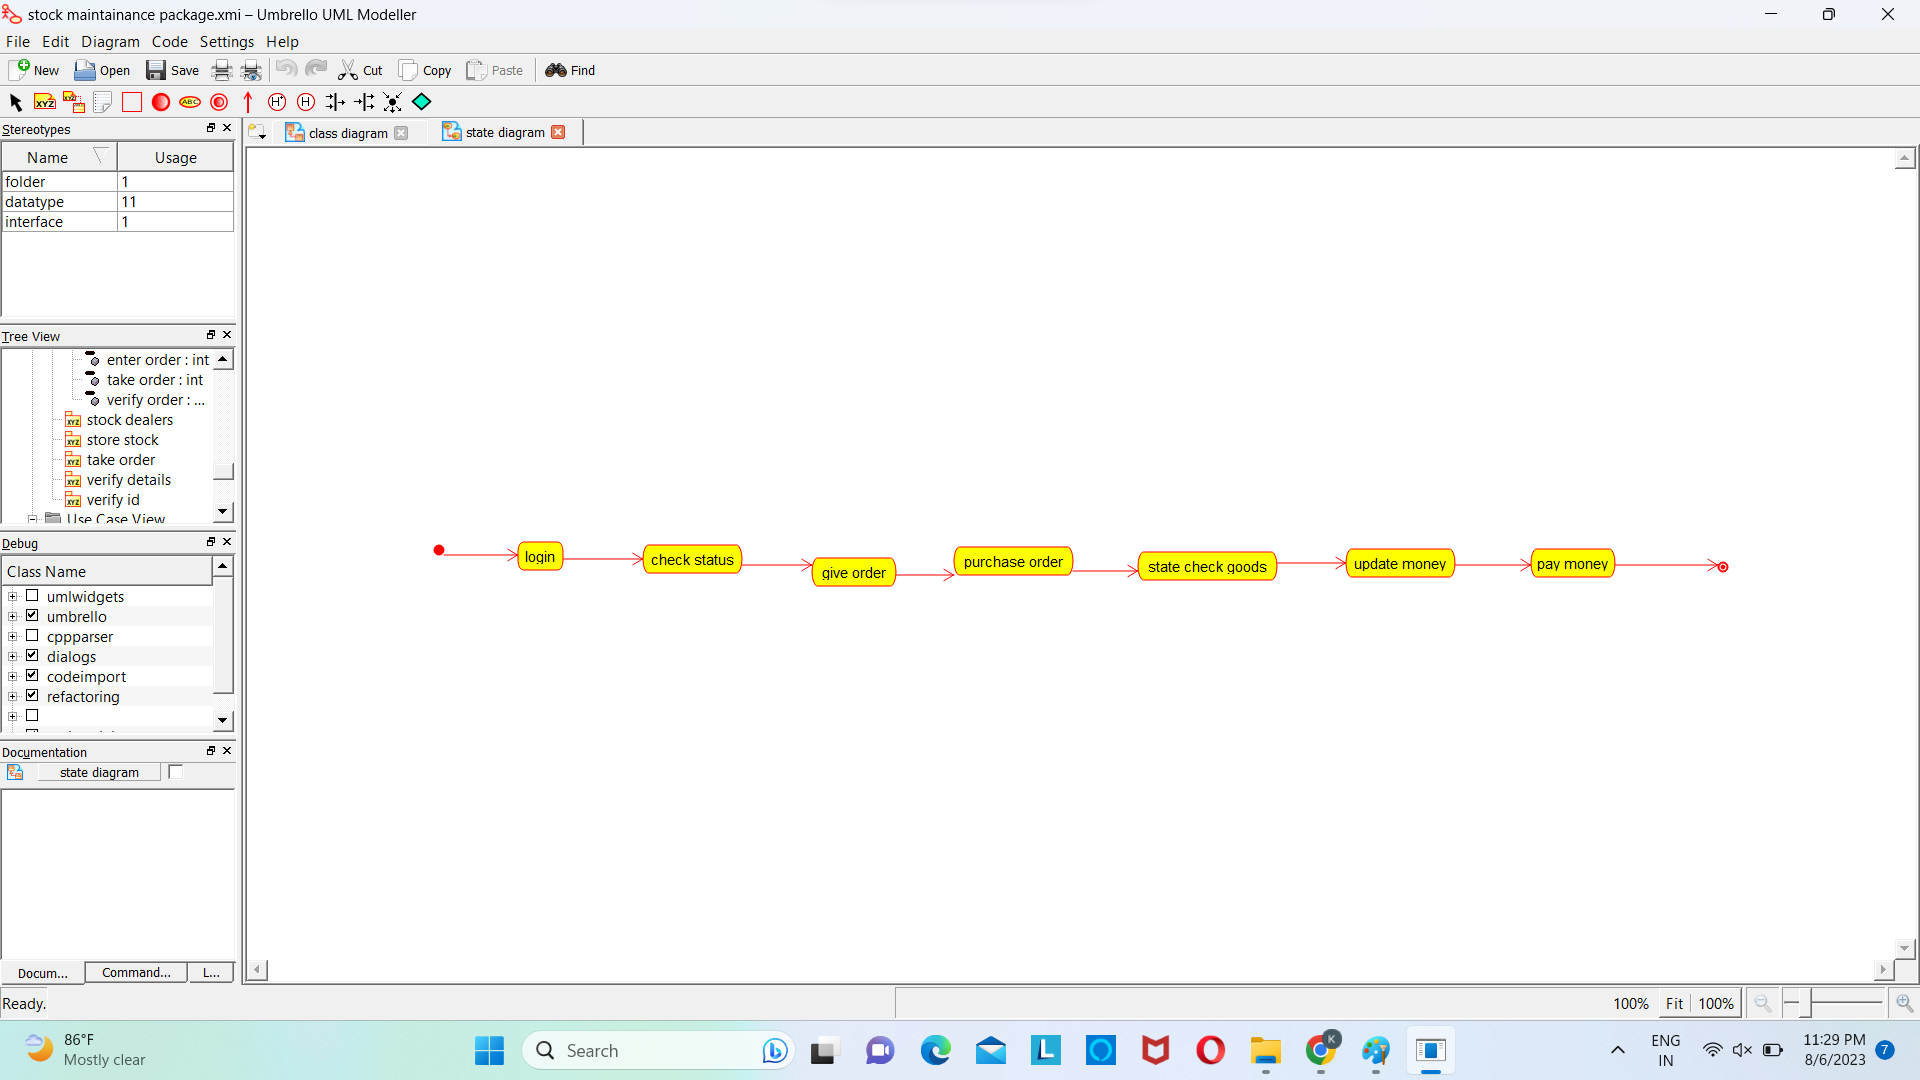 stock maintainance package.xmi – Umbrello UML Modeller
File Edit Diagram Code Settings Help
New Open Save Cut Copy Paste Find
XYZ ABC H* H
Stereotypes
class diagram state diagram
Name Usage
folder 1
datatype 11
interface 1
Tree View
enter order : int
take order : int
verify order : ...
stock dealers
store stock
take order
verify details
verify id
Use Case View
login check status give order purchase order state check goods update money pay money
Debug
Class Name
umlwidgets
umbrello
cppparser
dialogs
codeimport
refactoring
Documentation
state diagram
Docum... Command... L...
Ready. 100% Fit 100%
86°F
Mostly clear
Search
L
K
ENG
IN
11:29 PM
8/6/2023
7